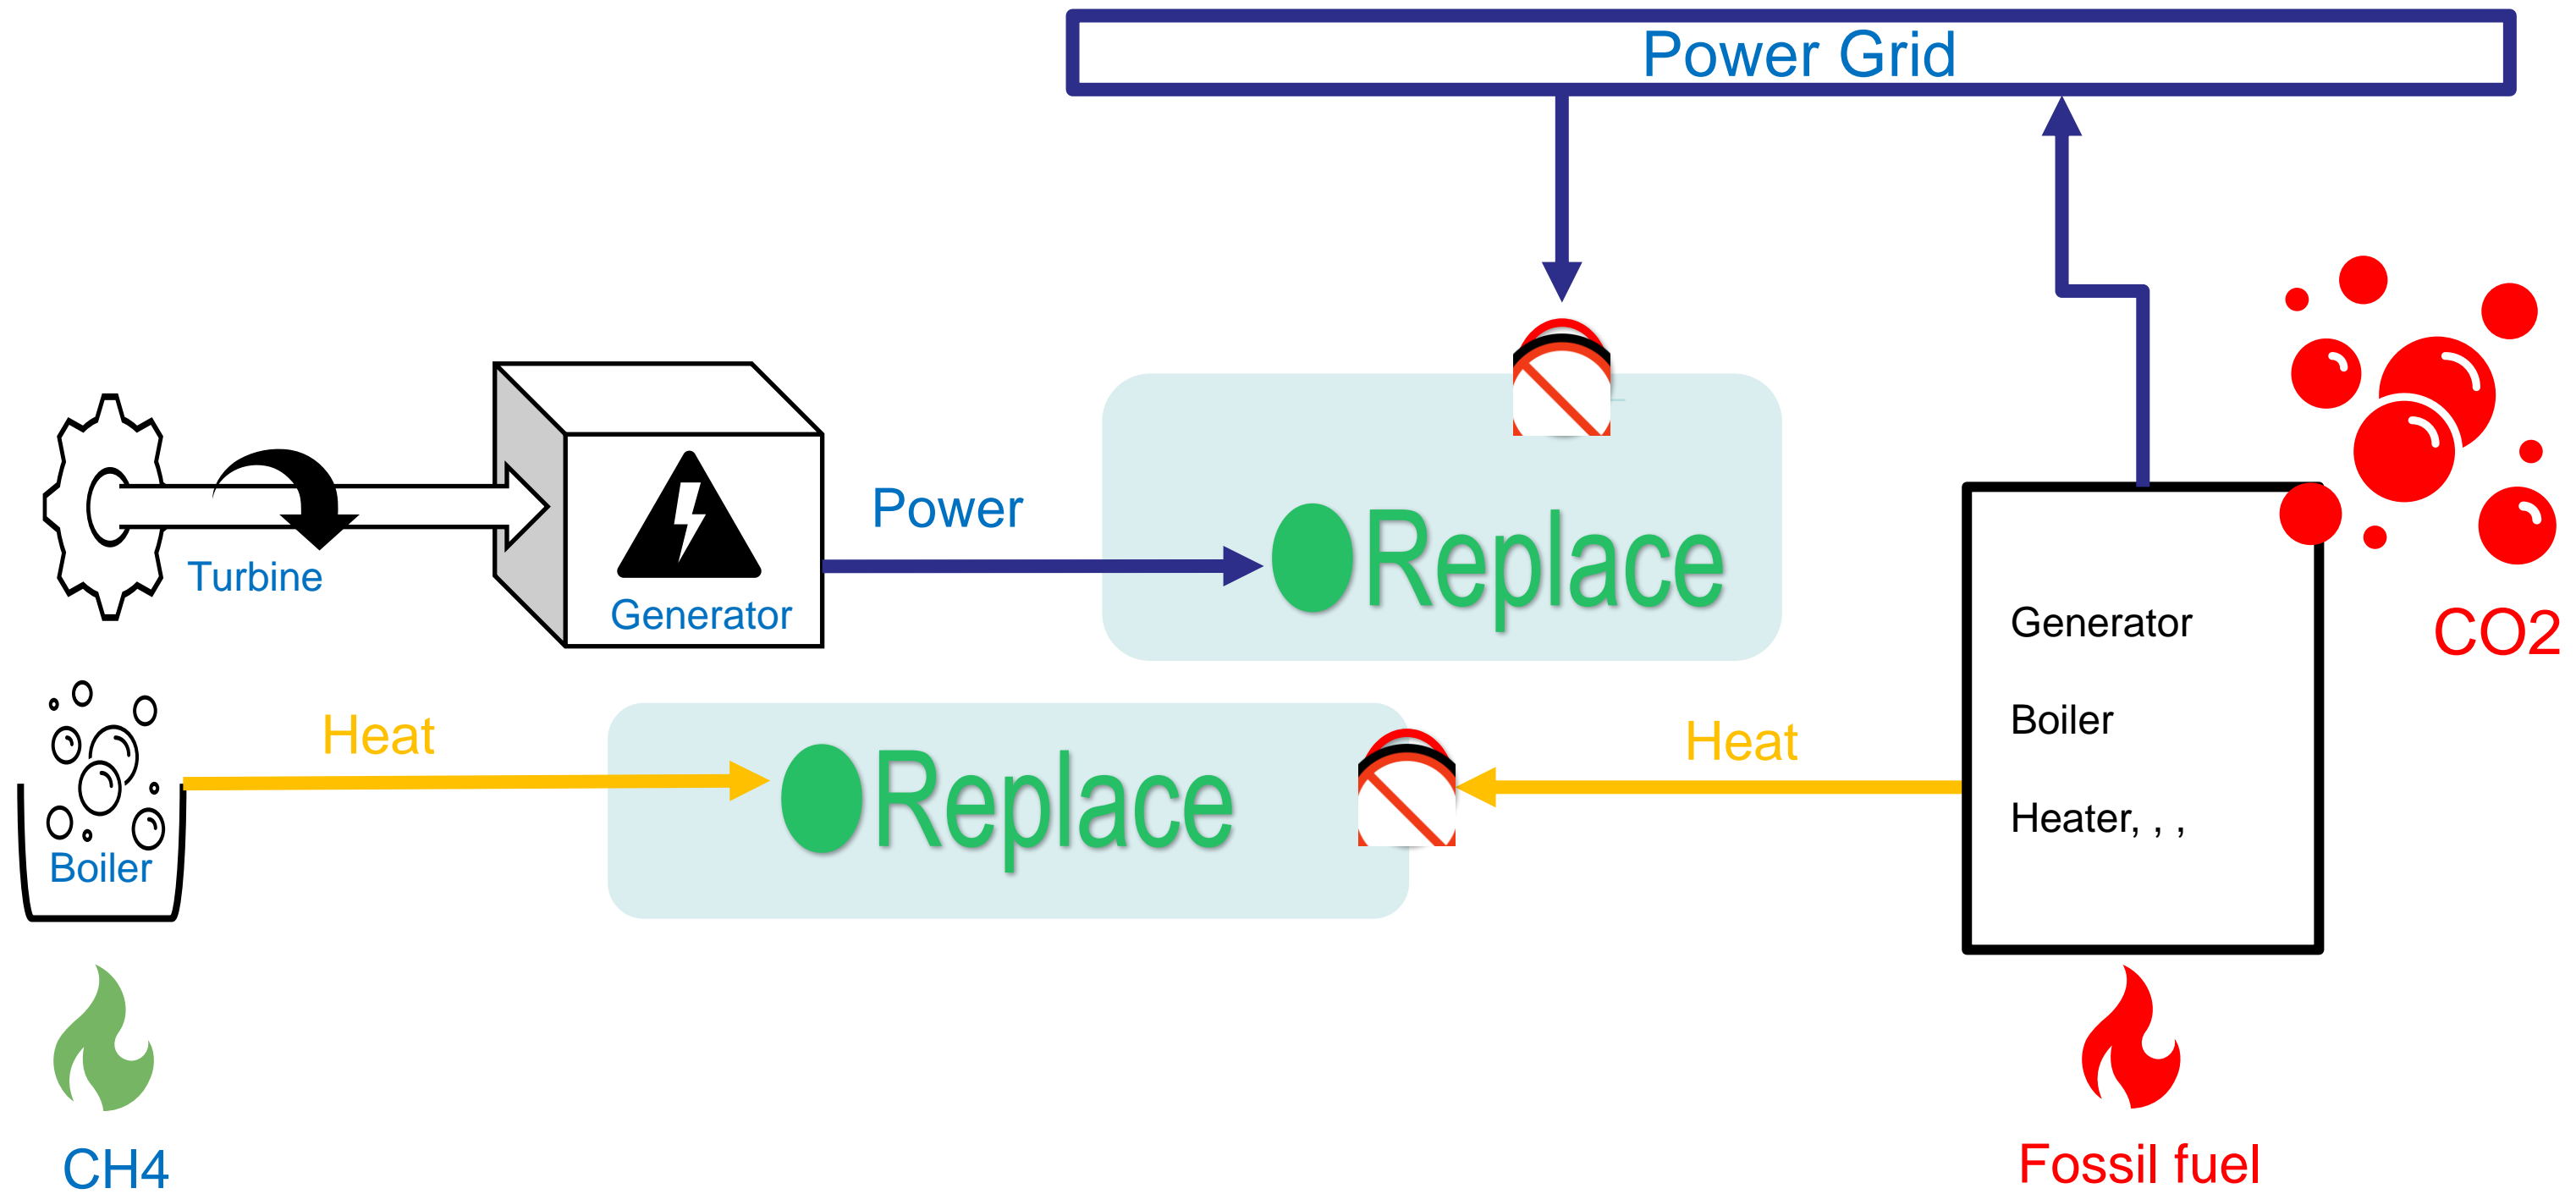 Power Grid
Power
Replace
Turbine
Generator
Generator
CO2
Boiler
Heater, , ,
Heat
Replace
Heat
Boiler
CH4
Fossil fuel